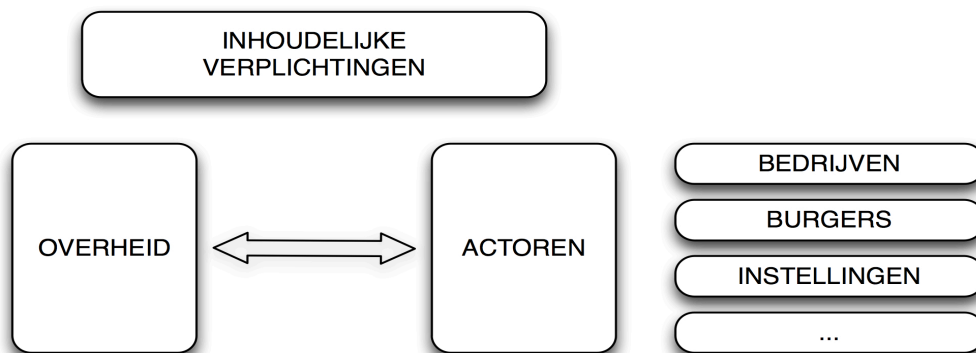 INHOUDELIJKE
VERPLICHTINGEN
OVERHEID
ACTOREN
BEDRIJVEN
BURGERS
INSTELLINGEN
...